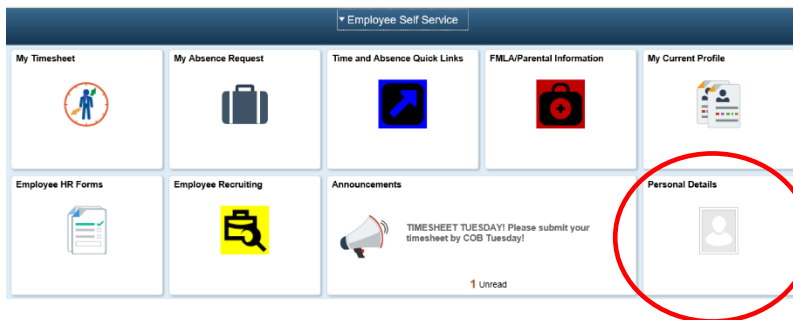 ▾ Employee Self Service
My Timesheet
My Absence Request
Time and Absence Quick Links
FMLA/Parental Information
My Current Profile
Employee HR Forms
Employee Recruiting
Announcements
TIMESHEET TUESDAY! Please submit your
timesheet by COB Tuesday!
1 Unread
Personal Details